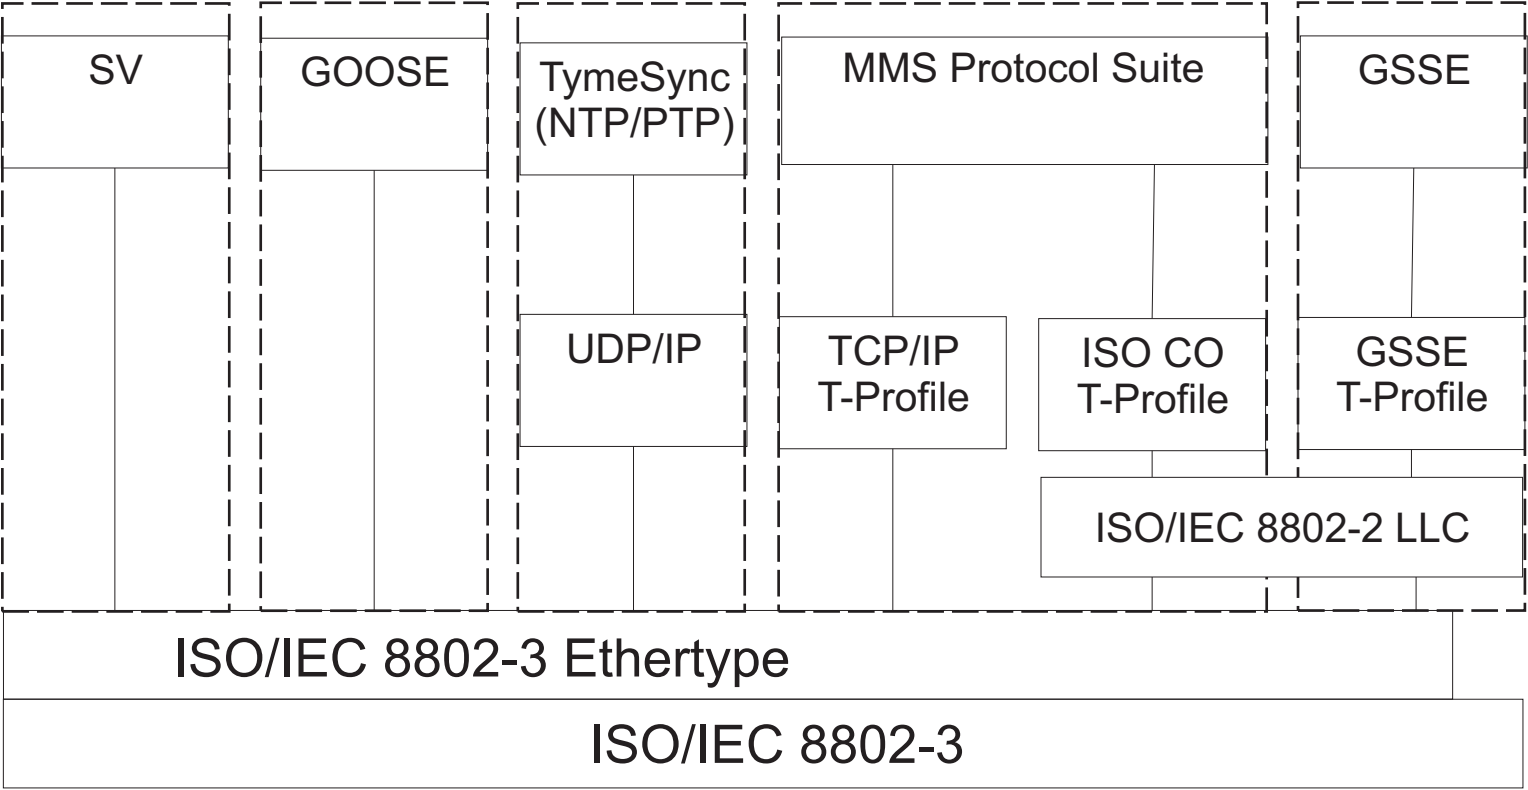 SV
GOOSE
TymeSync
(NTP/PTP)
MMS Protocol Suite
GSSE
UDP/IP
TCP/IP
T-Profile
ISO CO
T-Profile
GSSE
T-Profile
ISO/IEC 8802-2 LLC
ISO/IEC 8802-3 Ethertype
ISO/IEC 8802-3